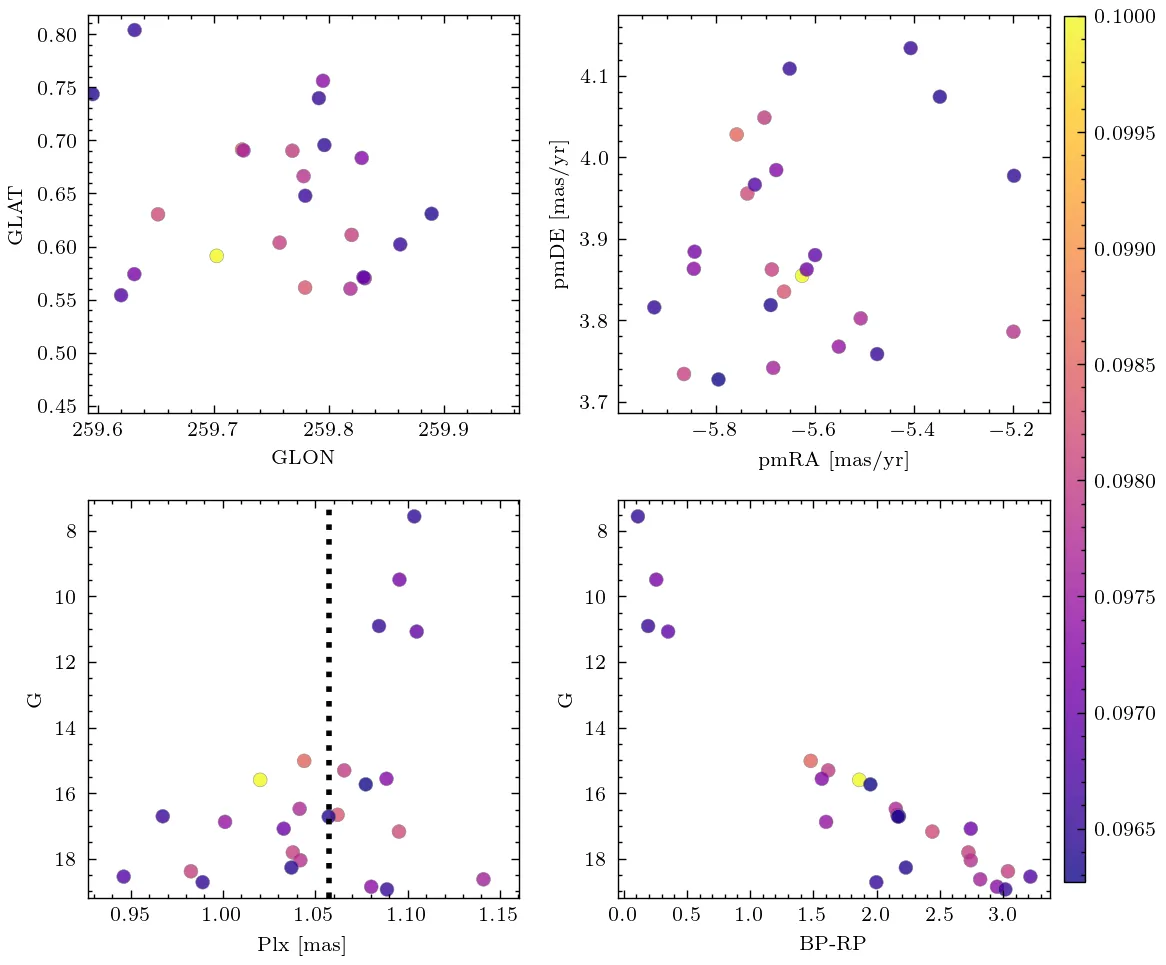 0.80
0.75
0.70
0.65
0.60
0.55
0.50
0.45
GLAT
259.6 259.7 259.8 259.9
GLON
4.1
4.0
3.9
3.8
3.7
pmDE [mas/yr]
−5.8 −5.6 −5.4 −5.2
pmRA [mas/yr]
8
10
12
14
16
18
G
0.95 1.00 1.05 1.10 1.15
Plx [mas]
8
10
12
14
16
18
G
0.0 0.5 1.0 1.5 2.0 2.5 3.0
BP-RP
0.1000
0.0995
0.0990
0.0985
0.0980
0.0975
0.0970
0.0965